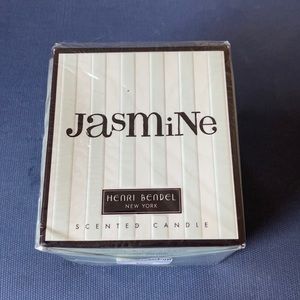 JasmiNe
HENRI BENDEL
NEW YORK
SCENTED CANDLE